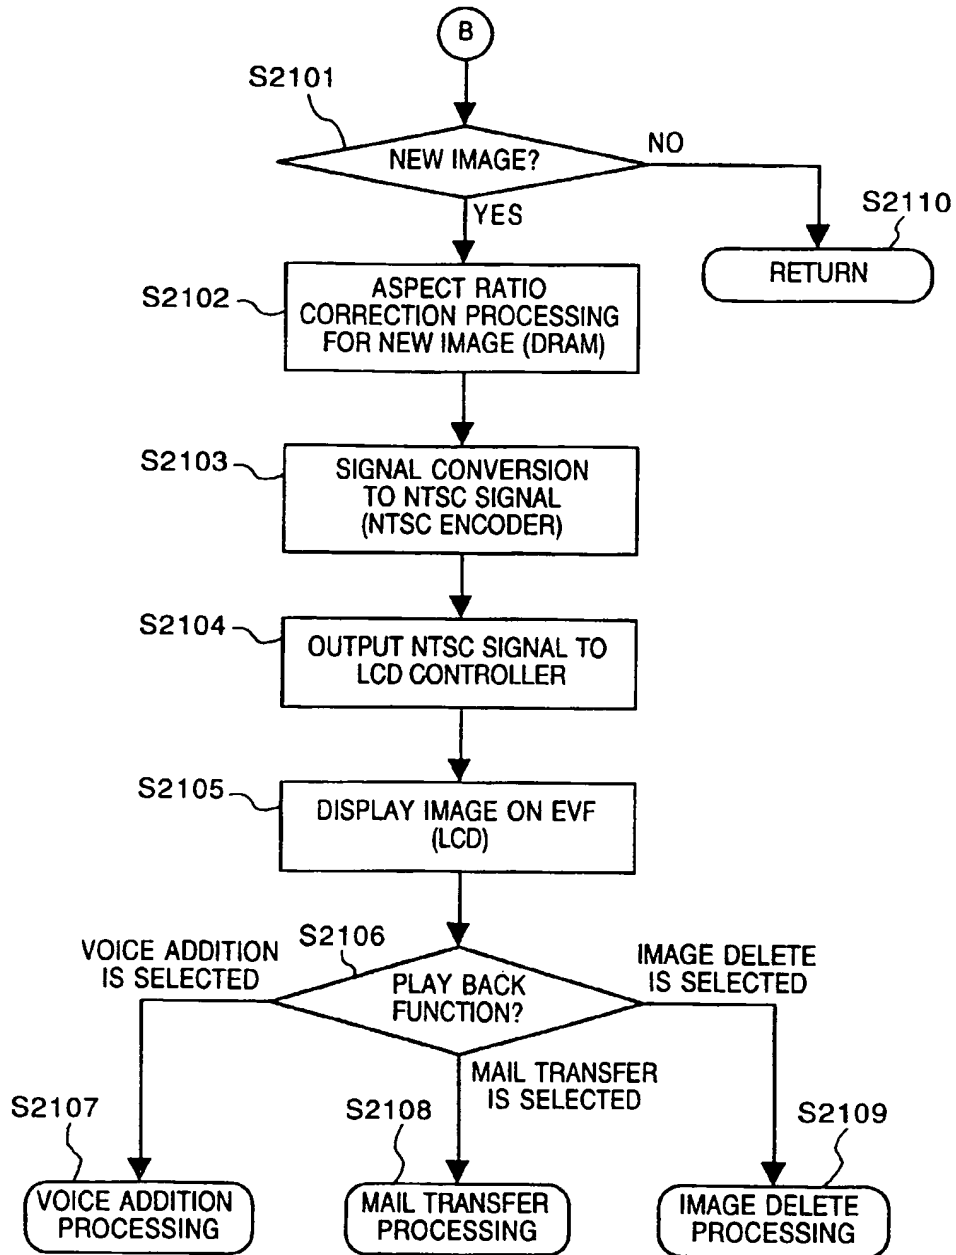 B
S2101
NEW IMAGE?
NO
YES
S2110
RETURN
S2102
ASPECT RATIO
CORRECTION PROCESSING
FOR NEW IMAGE (DRAM)
S2103
SIGNAL CONVERSION
TO NTSC SIGNAL
(NTSC ENCODER)
S2104
OUTPUT NTSC SIGNAL TO
LCD CONTROLLER
S2105
DISPLAY IMAGE ON EVF
(LCD)
S2106
VOICE ADDITION
IS SELECTED
PLAY BACK
FUNCTION?
IMAGE DELETE
IS SELECTED
MAIL TRANSFER
IS SELECTED
S2107
VOICE ADDITION
PROCESSING
S2108
MAIL TRANSFER
PROCESSING
S2109
IMAGE DELETE
PROCESSING